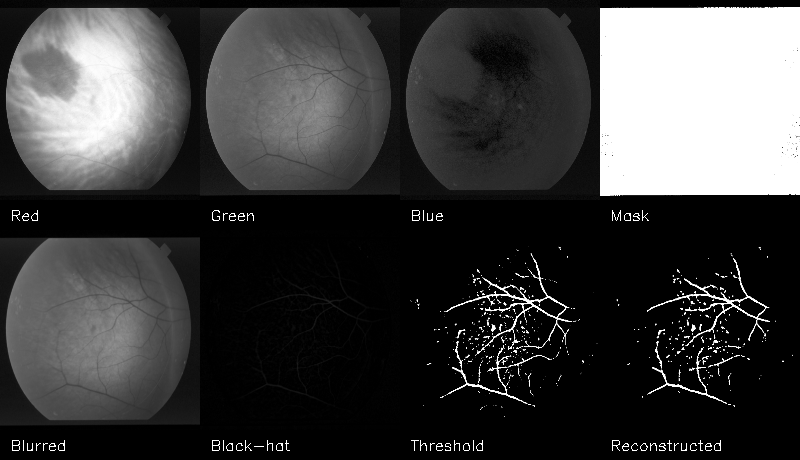 Red
Green
Blue
Mask
Blurred
Black-hat
Threshold
Reconstructed